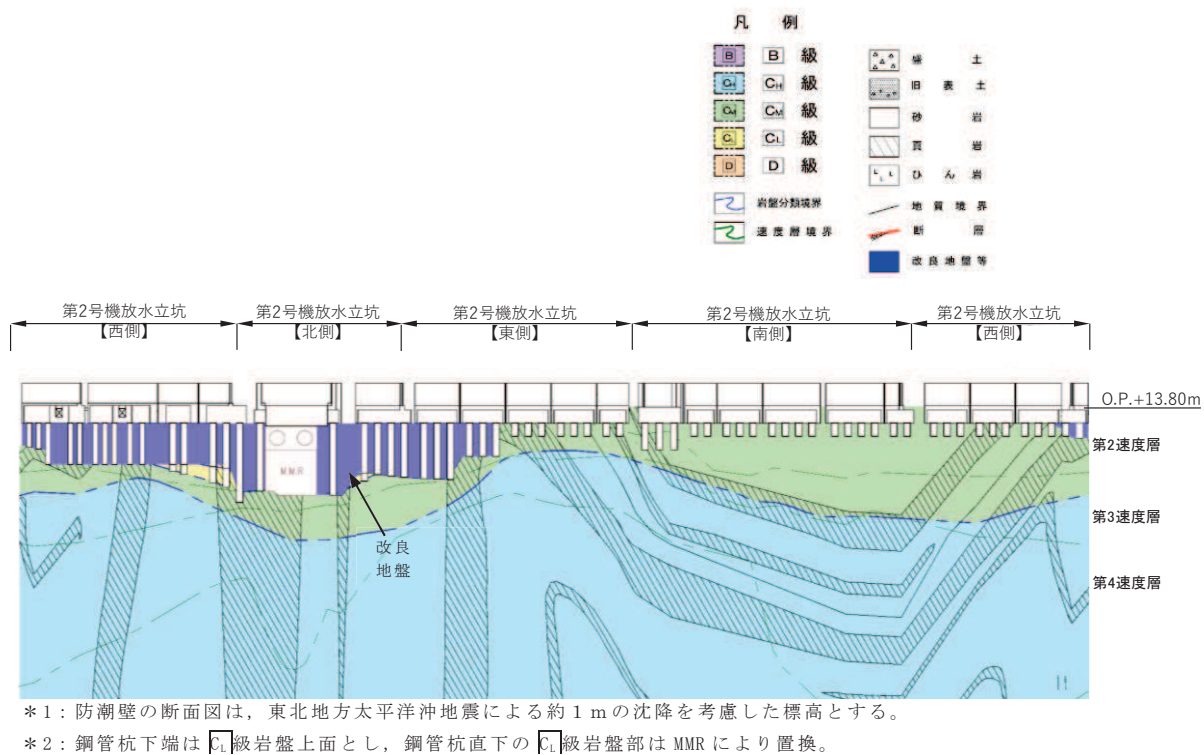 凡 例
B B 級
CH CH 級
CM CM 級
CL CL 級
D D 級
岩盤分類境界
速度層境界
盛土
旧表土
砂岩
頁岩
ひん岩
地質境界
断層
改良地盤等
第2号機放水立坑
【西側】
第2号機放水立坑
【北側】
第2号機放水立坑
【東側】
第2号機放水立坑
【南側】
第2号機放水立坑
【西側】
O.P.+13.80m
第2速度層
MMR
第3速度層
改良
地盤
第4速度層
*1:防潮壁の断面図は,東北地方太平洋沖地震による約1mの沈降を考慮した標高とする。
*2:鋼管杭下端はCL級岩盤上面とし,鋼管杭直下のCL級岩盤部はMMRにより置換。